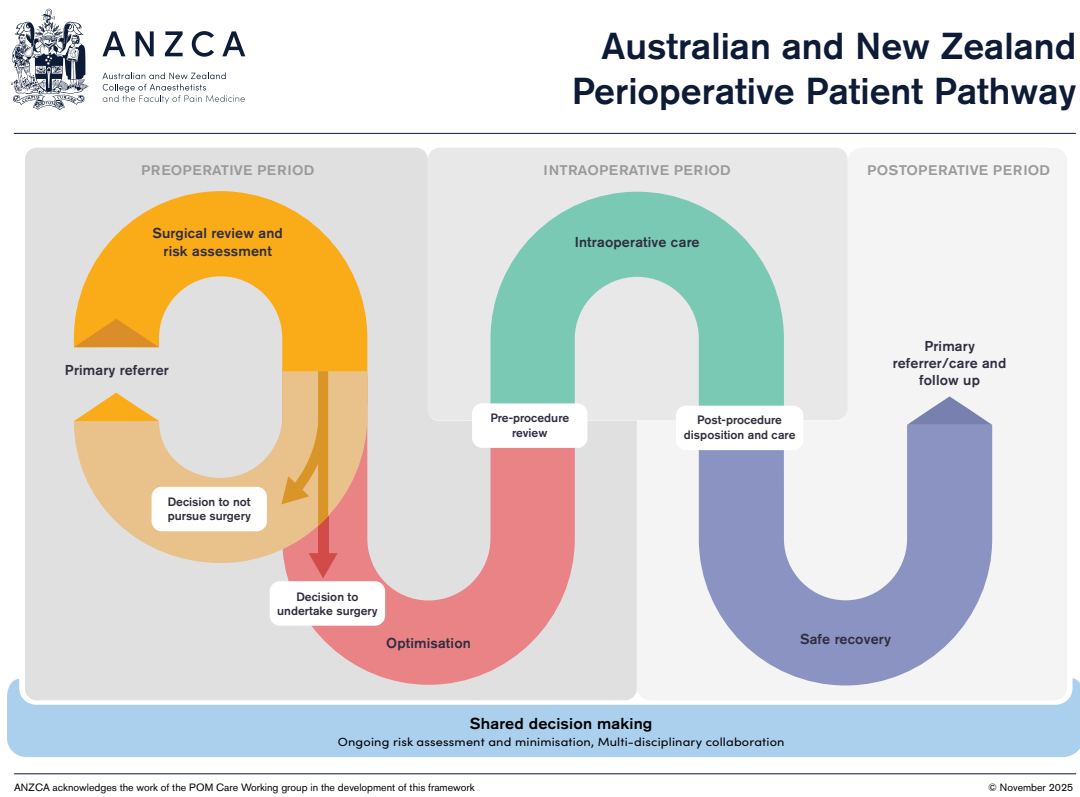 ANZCA
Australian and New Zealand
College of Anaesthetists
and the Faculty of Pain Medicine
Australian and New Zealand
Perioperative Patient Pathway
PREOPERATIVE PERIOD
INTRAOPERATIVE PERIOD
POSTOPERATIVE PERIOD
Surgical review and
risk assessment
Primary referrer
Decision to not
pursue surgery
Decision to
undertake surgery
Optimisation
Pre-procedure
review
Intraoperative care
Post-procedure
disposition and care
Safe recovery
Primary
referrer/care and
follow up
Shared decision making
Ongoing risk assessment and minimisation, Multi-disciplinary collaboration
ANZCA acknowledges the work of the POM Care Working group in the development of this framework
© November 2025